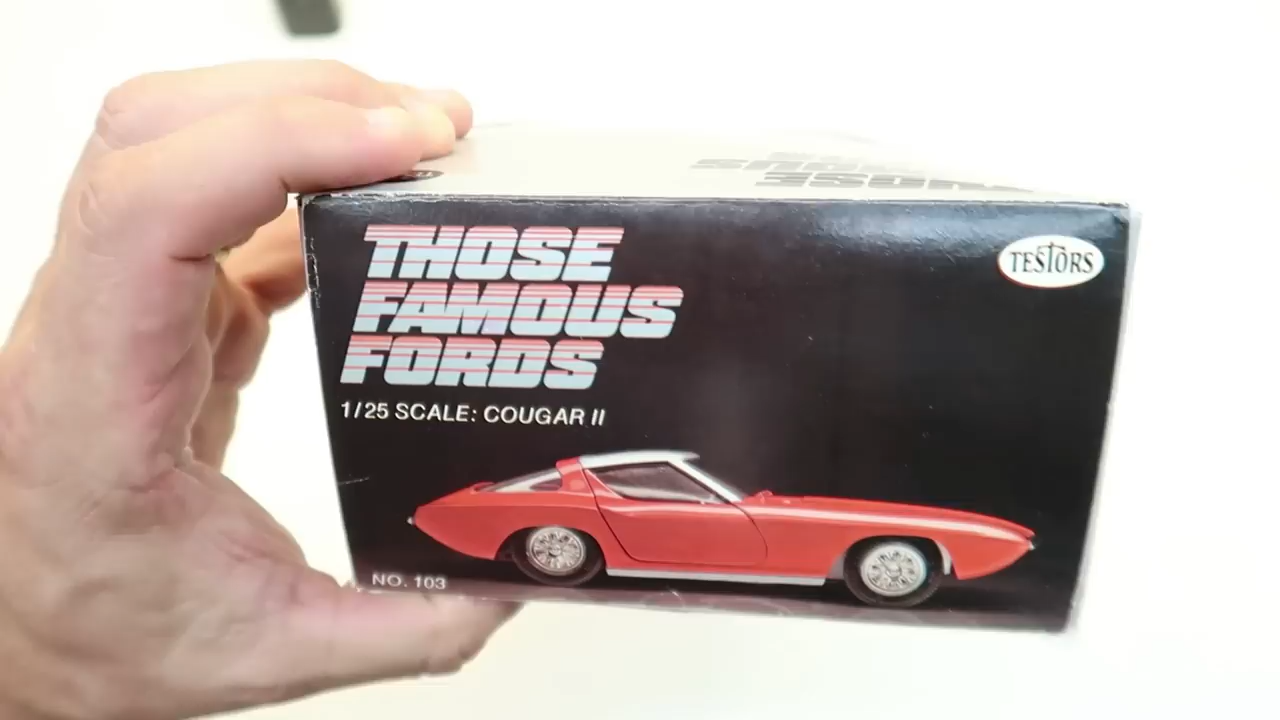 THOSE
FAMOUS
FORDS
1/25 SCALE: COUGAR II
TESTORS
NO. 103